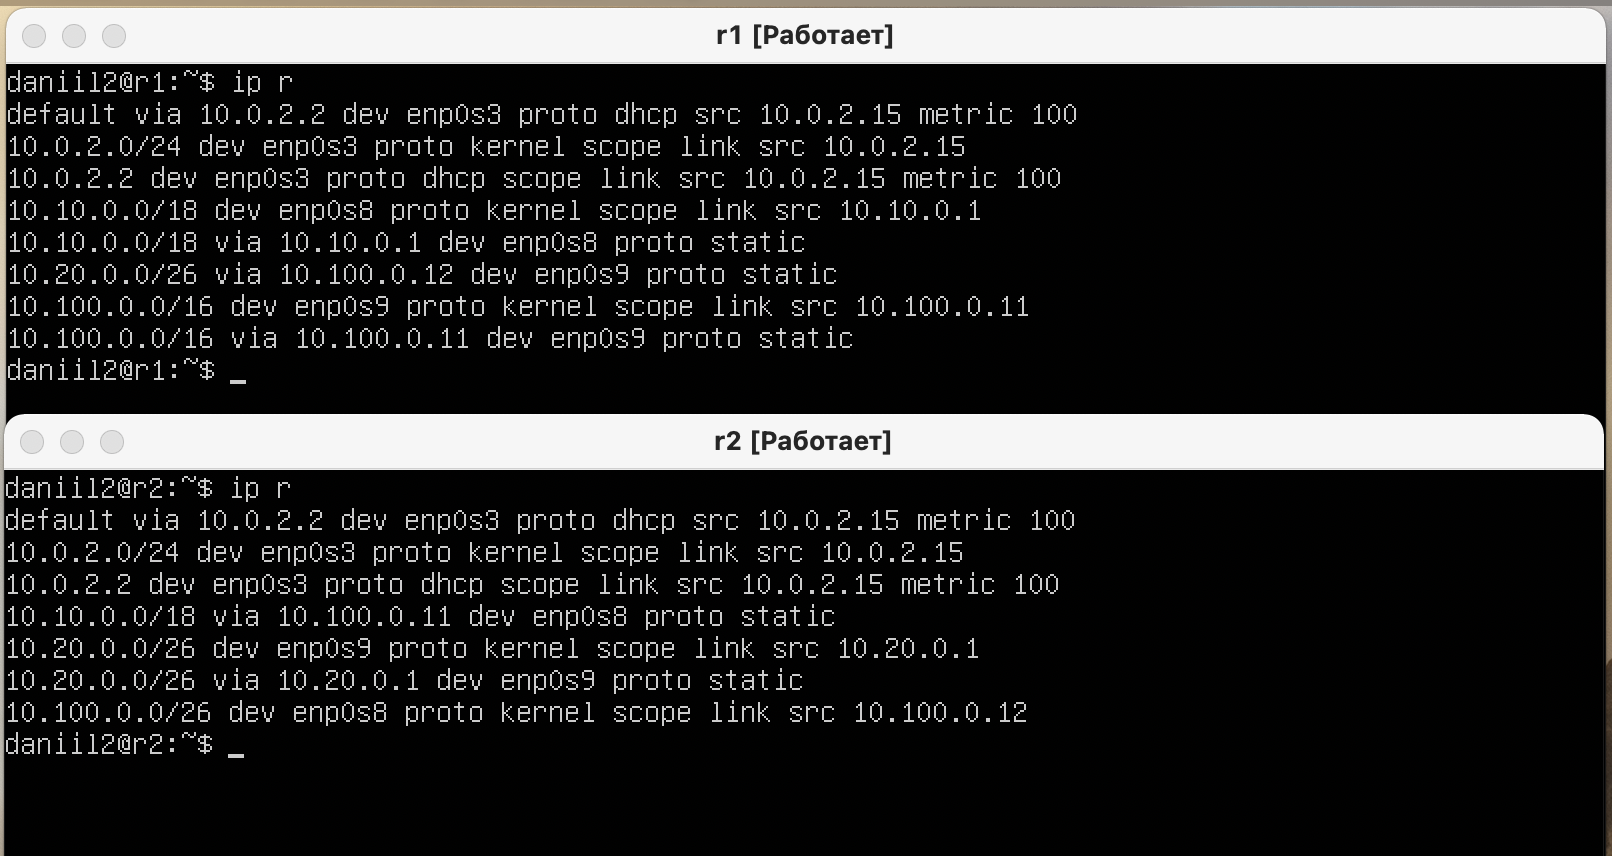 r1 [Работает]
daniil2@r1:~$ ip r
default via 10.0.2.2 dev enp0s3 proto dhcp src 10.0.2.15 metric 100
10.0.2.0/24 dev enp0s3 proto kernel scope link src 10.0.2.15
10.0.2.2 dev enp0s3 proto dhcp scope link src 10.0.2.15 metric 100
10.10.0.0/18 dev enp0s8 proto kernel scope link src 10.10.0.1
10.10.0.0/18 via 10.10.0.1 dev enp0s8 proto static
10.20.0.0/26 via 10.100.0.12 dev enp0s9 proto static
10.100.0.0/16 dev enp0s9 proto kernel scope link src 10.100.0.11
10.100.0.0/16 via 10.100.0.11 dev enp0s9 proto static
daniil2@r1:~$ _
r2 [Работает]
daniil2@r2:~$ ip r
default via 10.0.2.2 dev enp0s3 proto dhcp src 10.0.2.15 metric 100
10.0.2.0/24 dev enp0s3 proto kernel scope link src 10.0.2.15
10.0.2.2 dev enp0s3 proto dhcp scope link src 10.0.2.15 metric 100
10.10.0.0/18 via 10.100.0.11 dev enp0s8 proto static
10.20.0.0/26 dev enp0s9 proto kernel scope link src 10.20.0.1
10.20.0.0/26 via 10.20.0.1 dev enp0s9 proto static
10.100.0.0/26 dev enp0s8 proto kernel scope link src 10.100.0.12
daniil2@r2:~$ _